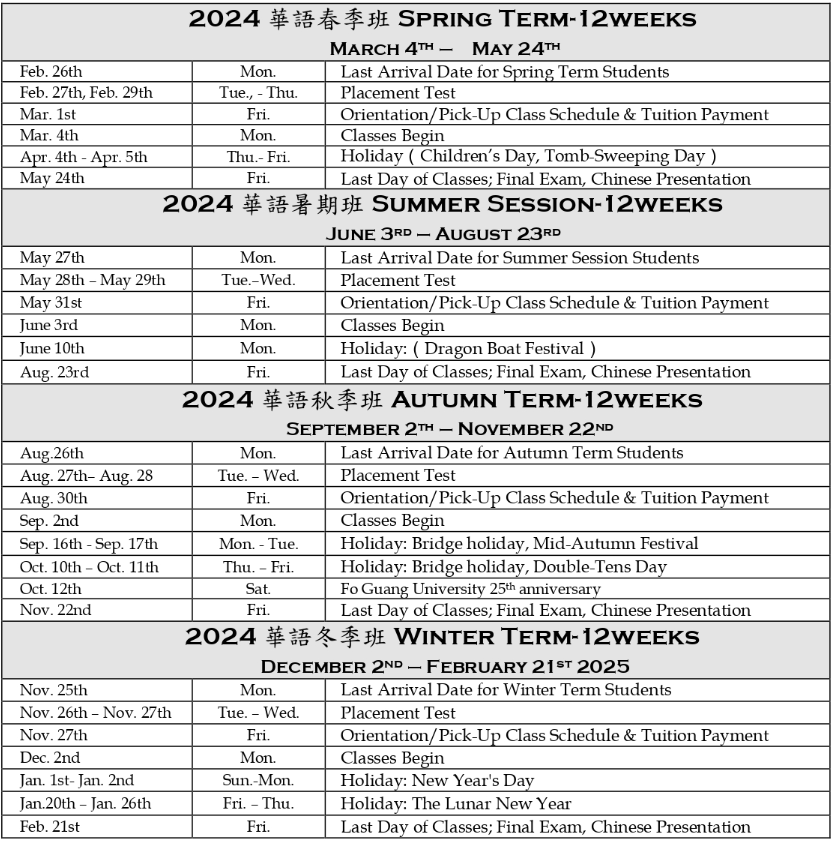 2024 華語春季班 SPRING TERM-12WEEKS
MARCH 4TH – MAY 24TH
Feb. 26th Mon. Last Arrival Date for Spring Term Students
Feb. 27th, Feb. 29th Tue., - Thu. Placement Test
Mar. 1st Fri. Orientation/Pick-Up Class Schedule & Tuition Payment
Mar. 4th Mon. Classes Begin
Apr. 4th - Apr. 5th Thu.- Fri. Holiday ( Children's Day, Tomb-Sweeping Day )
May 24th Fri. Last Day of Classes; Final Exam, Chinese Presentation
2024 華語暑期班 SUMMER SESSION-12WEEKS
JUNE 3RD – AUGUST 23RD
May 27th Mon. Last Arrival Date for Summer Session Students
May 28th – May 29th Tue.–Wed. Placement Test
May 31st Fri. Orientation/Pick-Up Class Schedule & Tuition Payment
June 3rd Mon. Classes Begin
June 10th Mon. Holiday: ( Dragon Boat Festival )
Aug. 23rd Fri. Last Day of Classes; Final Exam, Chinese Presentation
2024 華語秋季班 AUTUMN TERM-12WEEKS
SEPTEMBER 2TH – NOVEMBER 22ND
Aug.26th Mon. Last Arrival Date for Autumn Term Students
Aug. 27th– Aug. 28 Tue. – Wed. Placement Test
Aug. 30th Fri. Orientation/Pick-Up Class Schedule & Tuition Payment
Sep. 2nd Mon. Classes Begin
Sep. 16th - Sep. 17th Mon. - Tue. Holiday: Bridge holiday, Mid-Autumn Festival
Oct. 10th – Oct. 11th Thu. – Fri. Holiday: Bridge holiday, Double-Tens Day
Oct. 12th Sat. Fo Guang University 25th anniversary
Nov. 22nd Fri. Last Day of Classes; Final Exam, Chinese Presentation
2024 華語冬季班 WINTER TERM-12WEEKS
DECEMBER 2ND – FEBRUARY 21ST 2025
Nov. 25th Mon. Last Arrival Date for Winter Term Students
Nov. 26th – Nov. 27th Tue. – Wed. Placement Test
Nov. 27th Fri. Orientation/Pick-Up Class Schedule & Tuition Payment
Dec. 2nd Mon. Classes Begin
Jan. 1st- Jan. 2nd Sun.-Mon. Holiday: New Year's Day
Jan.20th – Jan. 26th Fri. – Thu. Holiday: The Lunar New Year
Feb. 21st Fri. Last Day of Classes; Final Exam, Chinese Presentation